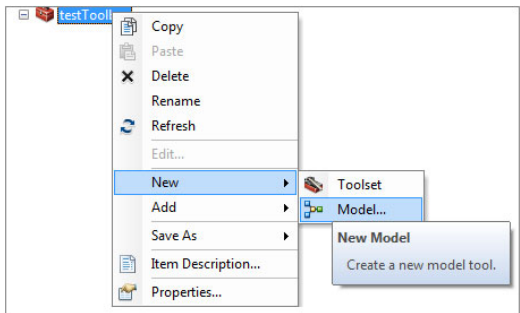 Copy
Paste
Delete
Rename
Refresh
Edit...
New
Toolset
Add
Model...
Save As
New Model
Create a new model tool.
Item Description...
Properties...